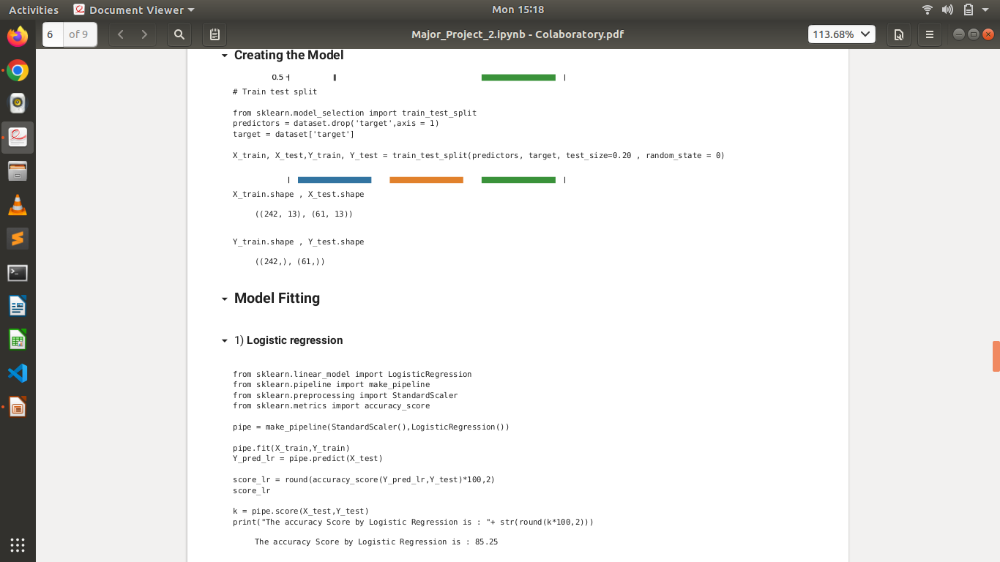 Activities
Document Viewer
Mon 15:18
6
of 9
Major_Project_2.ipynb - Colaboratory.pdf
113.68%
Creating the Model
0.5
# Train test split
from sklearn.model_selection import train_test_split
predictors = dataset.drop('target',axis = 1)
target = dataset['target']
X_train, X_test,Y_train, Y_test = train_test_split(predictors, target, test_size=0.20 , random_state = 0)
X_train.shape , X_test.shape
((242, 13), (61, 13))
Y_train.shape , Y_test.shape
((242,), (61,))
Model Fitting
1) Logistic regression
from sklearn.linear_model import LogisticRegression
from sklearn.pipeline import make_pipeline
from sklearn.preprocessing import StandardScaler
from sklearn.metrics import accuracy_score
pipe = make_pipeline(StandardScaler(),LogisticRegression())
pipe.fit(X_train,Y_train)
Y_pred_lr = pipe.predict(X_test)
score_lr = round(accuracy_score(Y_pred_lr,Y_test)*100,2)
score_lr
k = pipe.score(X_test,Y_test)
print("The accuracy Score by Logistic Regression is : "+ str(round(k*100,2)))
The accuracy Score by Logistic Regression is : 85.25